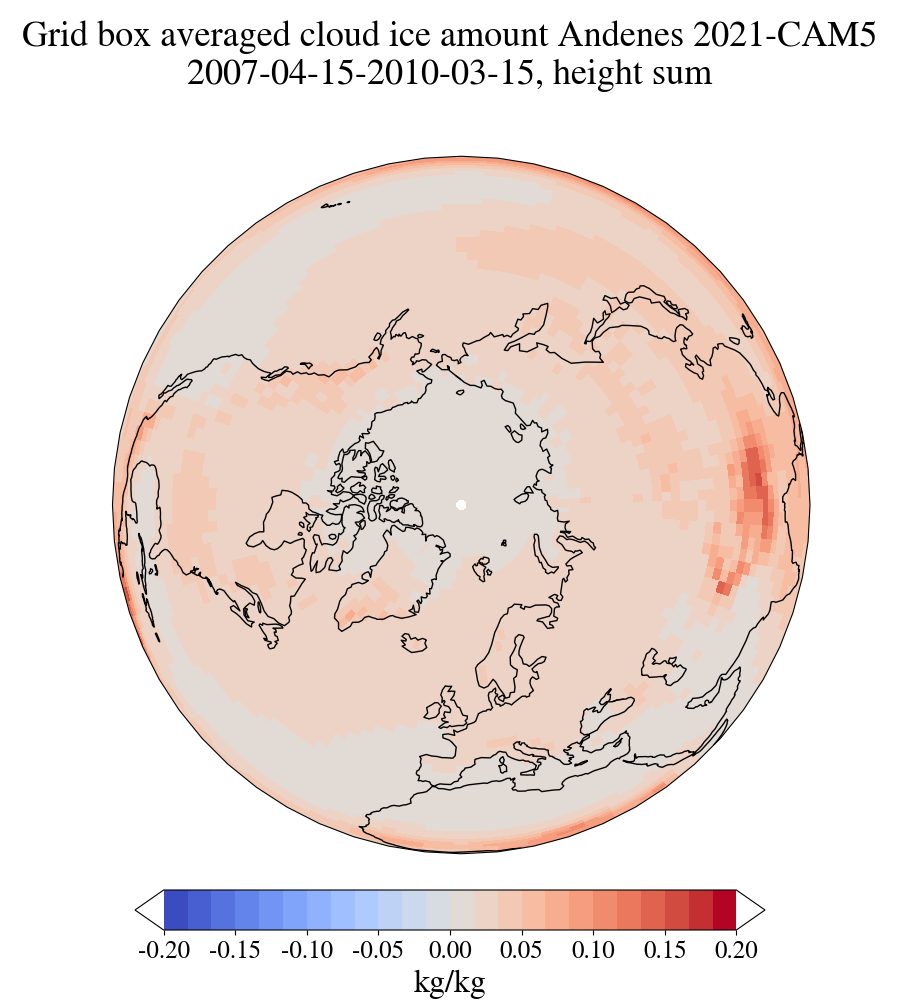 Grid box averaged cloud ice amount Andenes 2021-CAM5
2007-04-15-2010-03-15, height sum
-0.20 -0.15 -0.10 -0.05 0.00 0.05 0.10 0.15 0.20
kg/kg